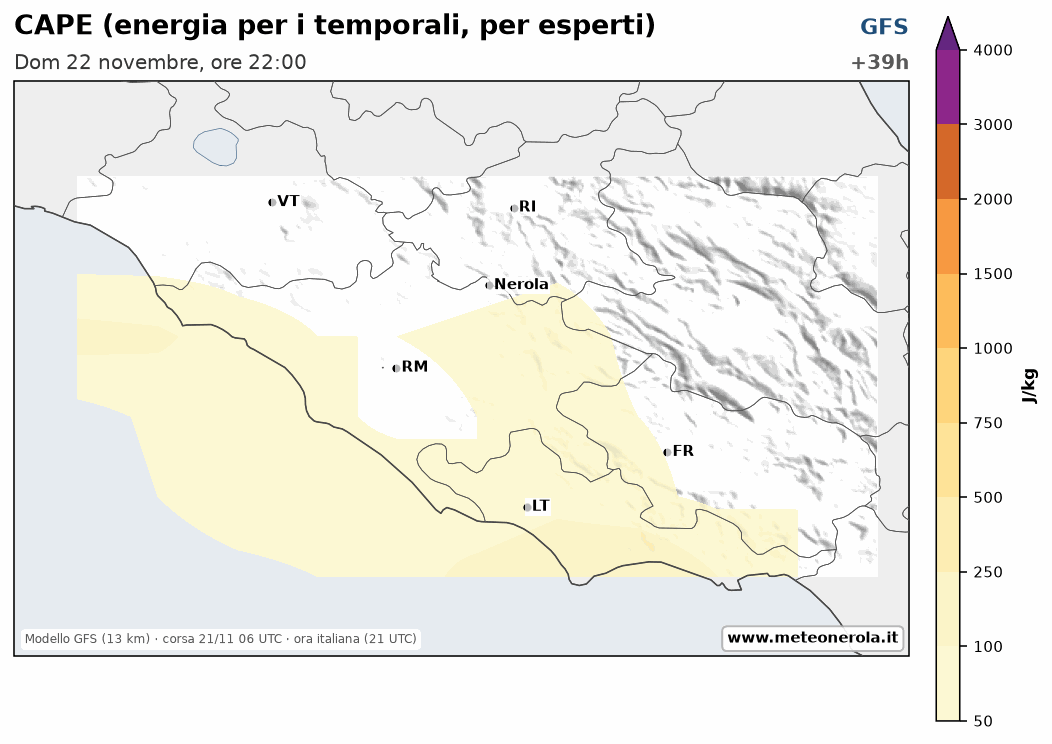 CAPE (energia per i temporali, per esperti)
GFS
Dom 22 novembre, ore 22:00
+39h
VT
RI
Nerola
RM
FR
LT
4000
3000
2000
1500
1000
750
500
250
100
50
J/kg
Modello GFS (13 km) · corsa 21/11 06 UTC · ora italiana (21 UTC)
www.meteonerola.it